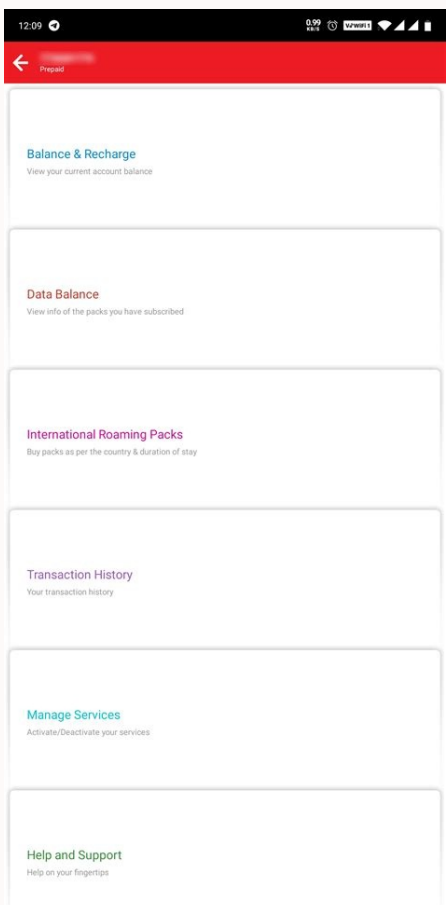 12:09
0.99
KB/S
Prepaid
Balance & Recharge
View your current account balance
Data Balance
View info of the packs you have subscribed
International Roaming Packs
Buy packs as per the country & duration of stay
Transaction History
Your transaction history
Manage Services
Activate/Deactivate your services
Help and Support
Help on your fingertips